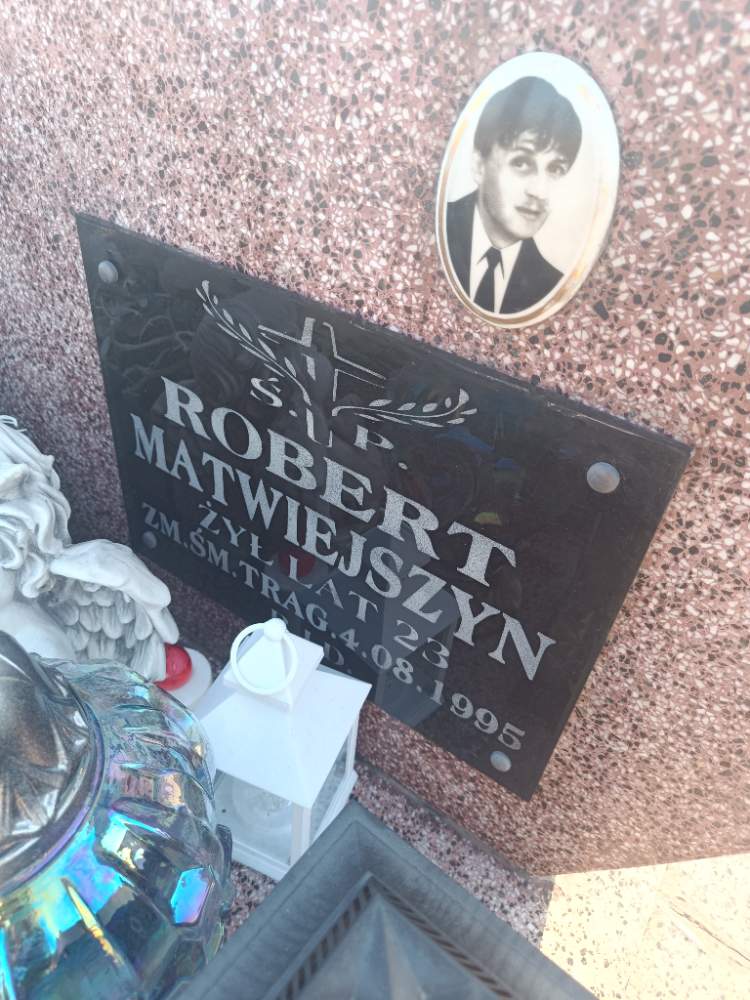 Ś. P.
ROBERT
MATWIEJSZYN
ŻYŁ LAT 23
ZM.ŚM.TRAG.4.08.1995